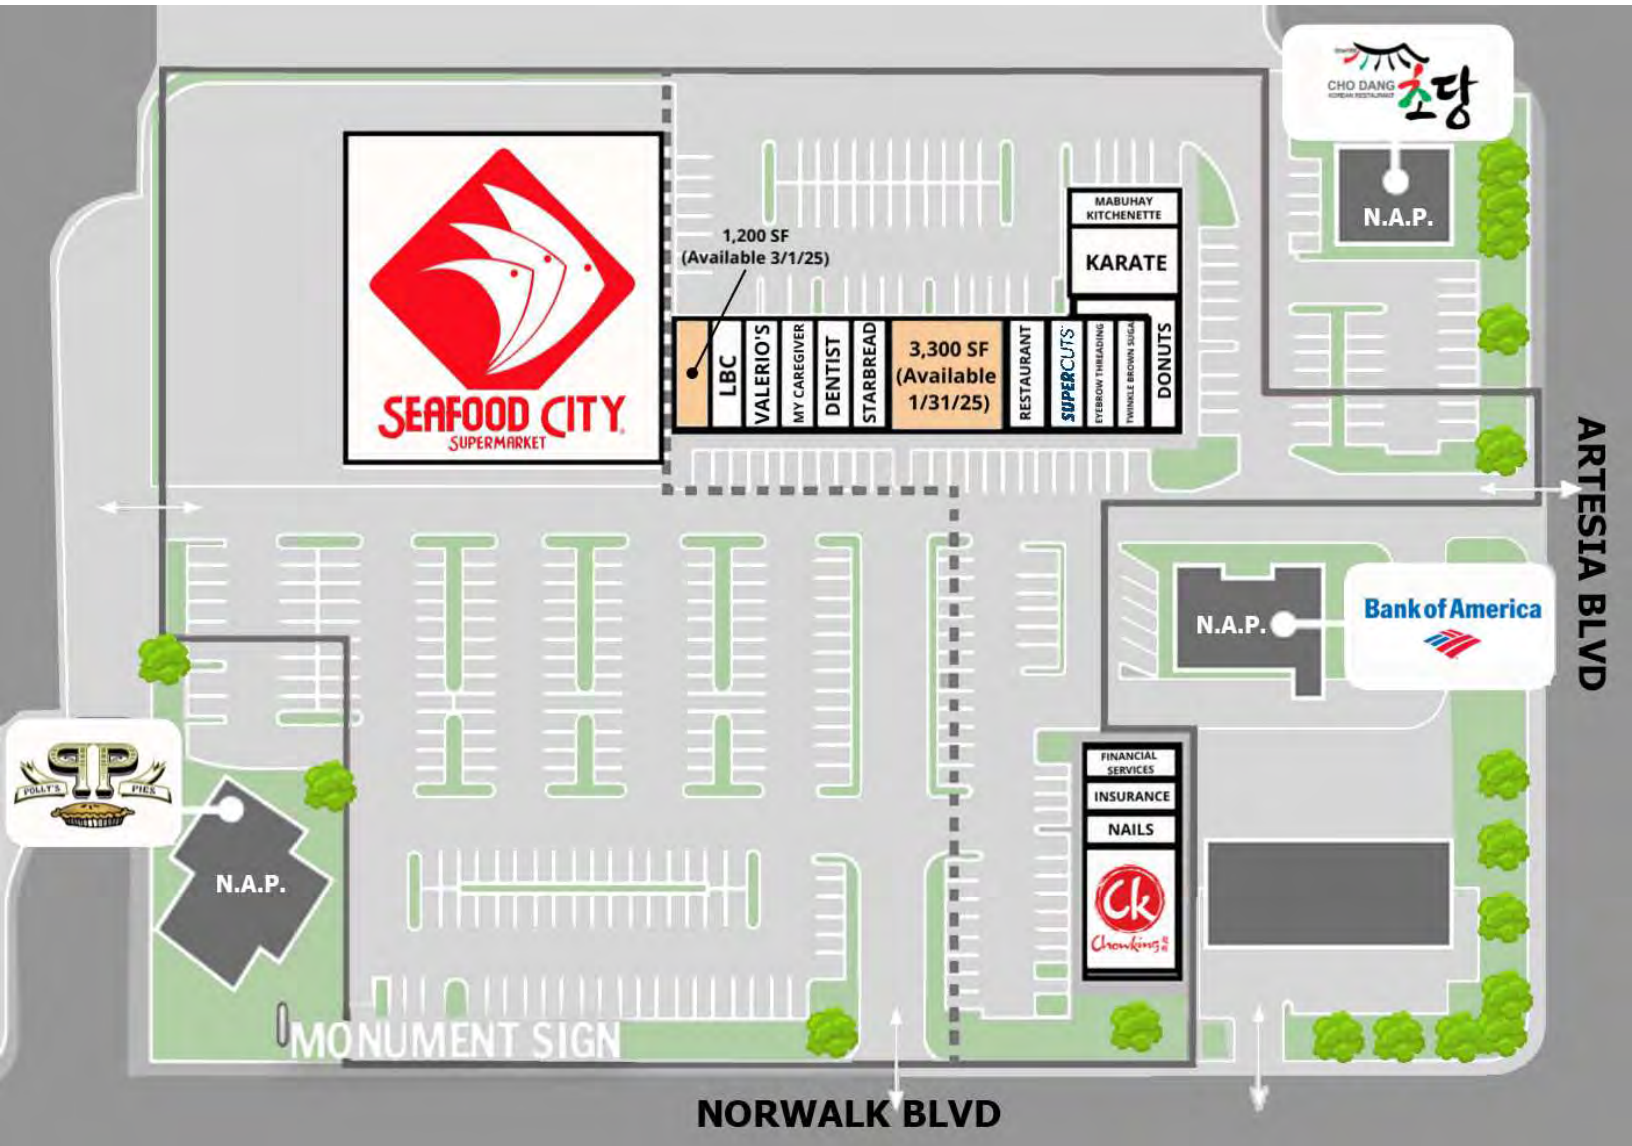 CHO DANG
KOREAN RESTAURANT
초당
N.A.P.
MABUHAY
KITCHENETTE
KARATE
1,200 SF
(Available 3/1/25)
SEAFOOD CITY
SUPERMARKET
LBC
VALERIO'S
MY CAREGIVER
DENTIST
STARBREAD
3,300 SF
(Available
1/31/25)
RESTAURANT
SUPERCUTS
EYEBROW THREADING
TWINKLE BROWN SUGA
DONUTS
ARTESIA BLVD
N.A.P.
Bank of America
PP
POLLY'S
PIES
N.A.P.
FINANCIAL
SERVICES
INSURANCE
NAILS
Ck
Chowking
MONUMENT SIGN
NORWALK BLVD